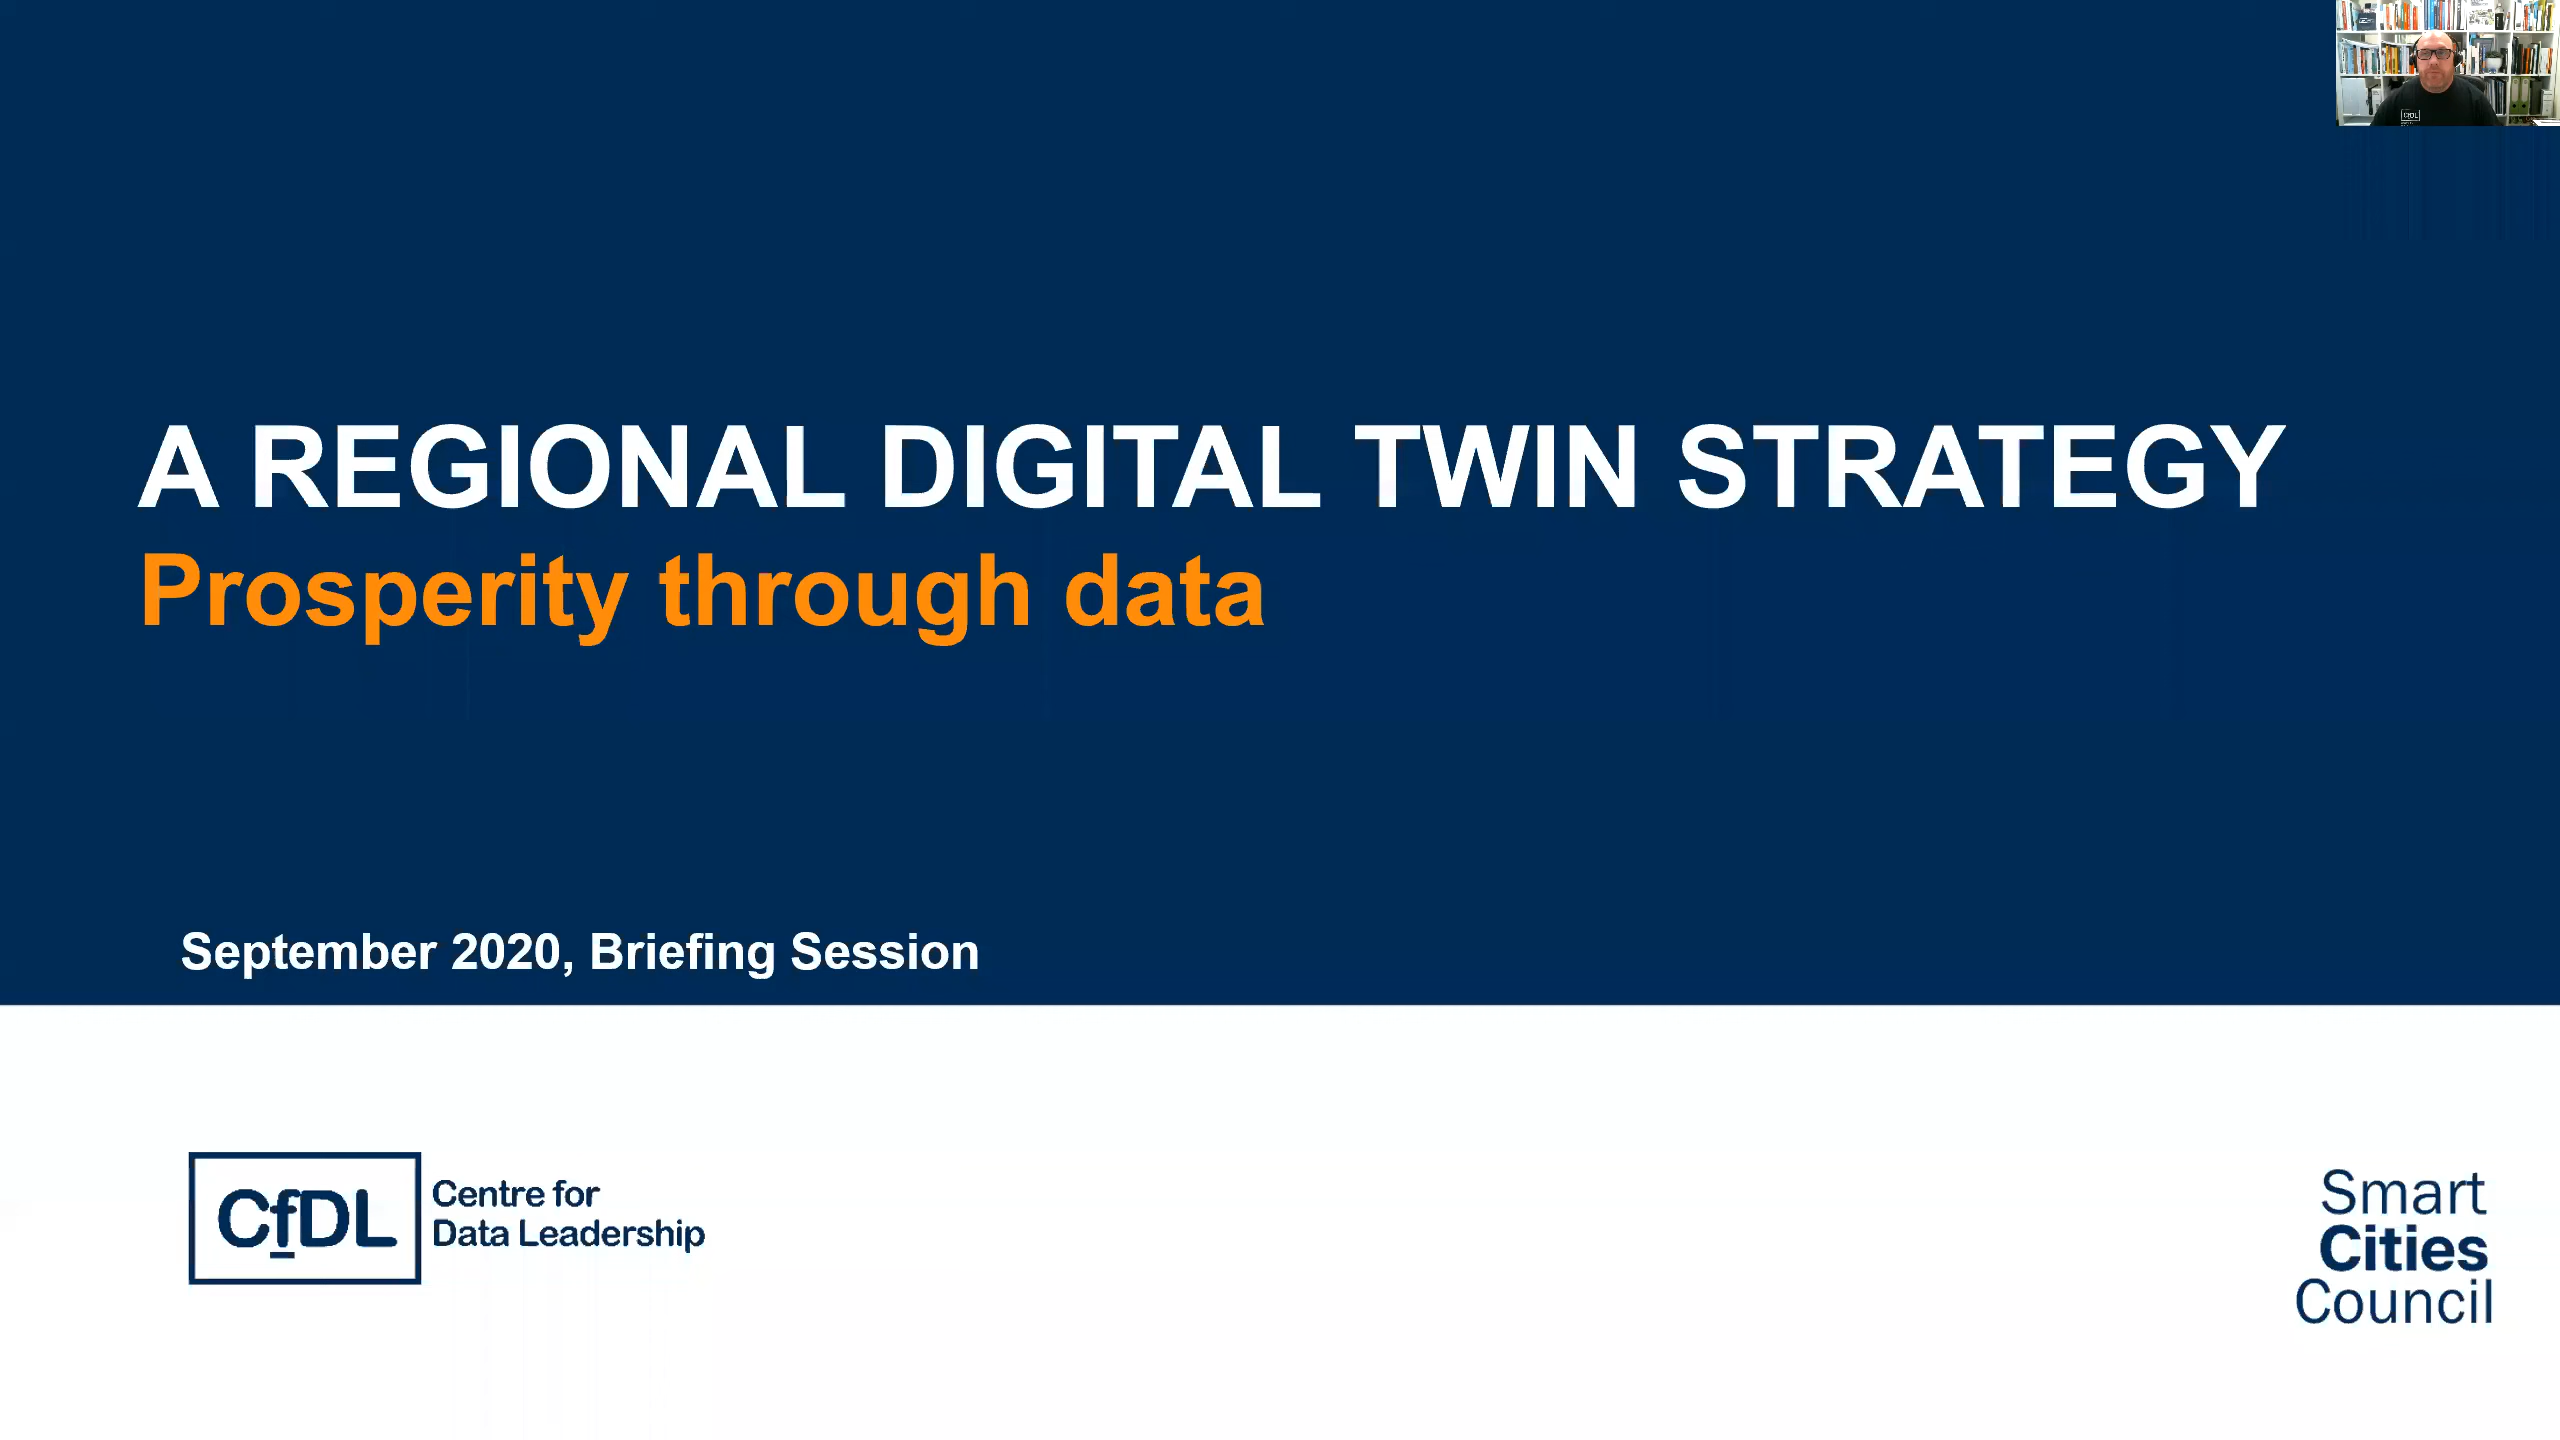 A REGIONAL DIGITAL TWIN STRATEGY
Prosperity through data
September 2020, Briefing Session
CfDL
Centre for
Data Leadership
Smart
Cities
Council
CfDL